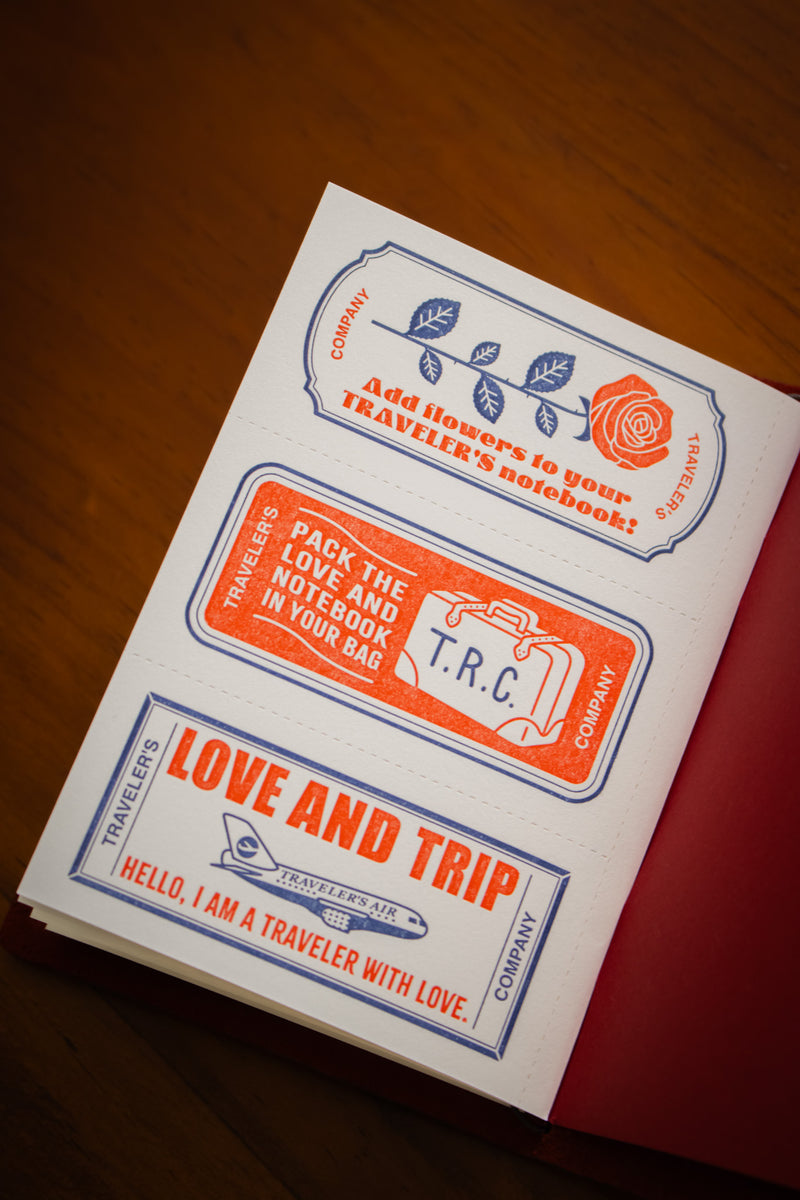 COMPANY
Add flowers to your
TRAVELER'S notebook!
TRAVELER'S
TRAVELER'S
PACK THE
LOVE AND
NOTEBOOK
IN YOUR BAG
T.R.C.
COMPANY
TRAVELER'S
LOVE AND TRIP
TRAVELER'S AIR
HELLO, I AM A TRAVELER WITH LOVE.
COMPANY